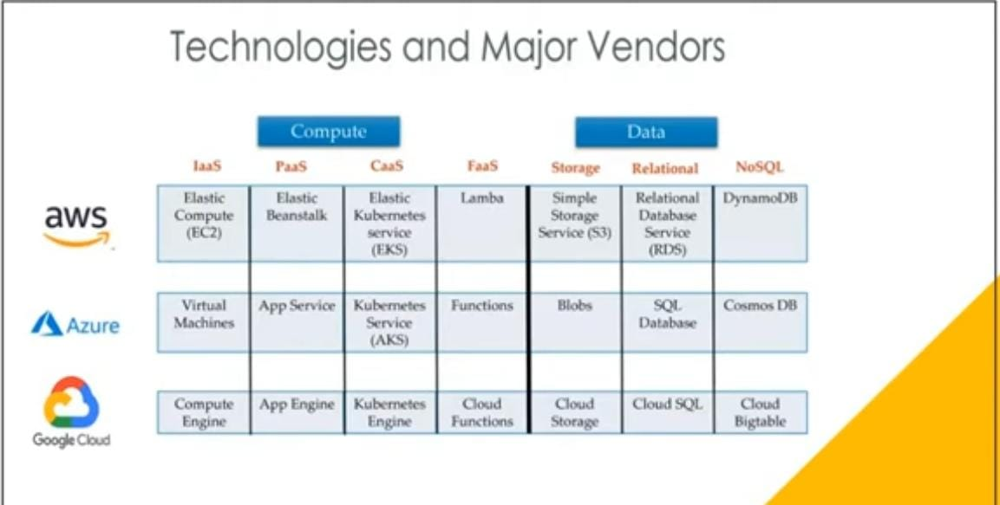 Technologies and Major Vendors
Compute
Data
IaaS
PaaS
CaaS
FaaS
Storage
Relational
NoSQL
aws
Elastic
Compute
(EC2)
Elastic
Beanstalk
Elastic
Kubernetes
service
(EKS)
Lamba
Simple
Storage
Service (S3)
Relational
Database
Service
(RDS)
DynamoDB
Azure
Virtual
Machines
App Service
Kubernetes
Service
(AKS)
Functions
Blobs
SQL
Database
Cosmos DB
Google Cloud
Compute
Engine
App Engine
Kubernetes
Engine
Cloud
Functions
Cloud
Storage
Cloud SQL
Cloud
Bigtable